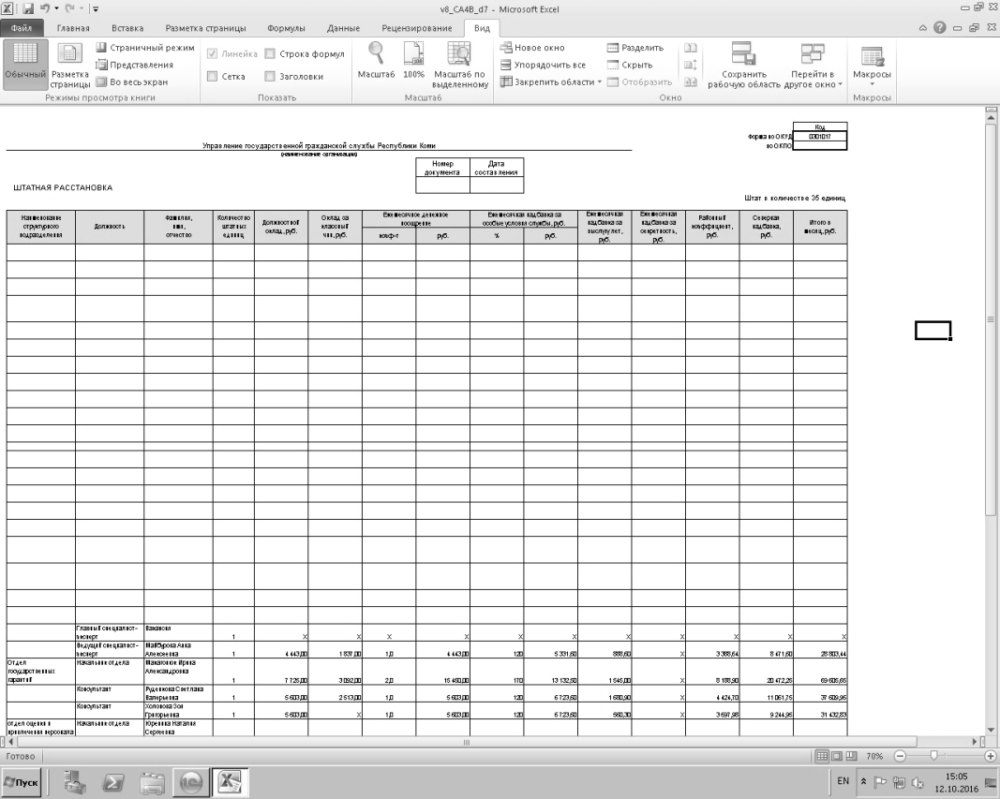 v8_CA4B_d7 - Microsoft Excel
Файл Главная Вставка Разметка страницы Формулы Данные Рецензирование Вид
Обычный
Разметка страницы
Страничный режим
Представления
Во весь экран
Режимы просмотра книги
Линейка
Строка формул
Сетка
Заголовки
Показать
Масштаб
100%
Масштаб по выделенному
Масштаб
Новое окно
Упорядочить все
Закрепить области
Разделить
Скрыть
Отобразить
Сохранить рабочую область
Перейти в другое окно
Окно
Макросы
Макросы
Код
Форма по ОКУД 0301017
по ОКПО
Управление государственной гражданской службы Республики Коми
(наименование организации)
Номер документа
Дата составления
ШТАТНАЯ РАССТАНОВКА
Штат в количестве 35 единиц
Наименование структурного подразделения
Должность
Фамилия, имя, отчество
Количество штатных единиц
Должностной оклад, руб.
Оклад за классный чин, руб.
Ежемесячное денежное поощрение
коэф-т
руб.
Ежемесячная надбавка за особые условия службы, руб.
%
руб.
Ежемесячная надбавка за выслугу лет, руб.
Ежемесячная надбавка за секретность, руб.
Районный коэффициент, руб.
Северная надбавка, руб.
Итого в месяц, руб.
Главный специалист-эксперт Вакансия 1 X X X X X X X X X X
Ведущий специалист-эксперт Анна Алексеевна 1 4 443,00 1 837,00 1,0 4 443,00 120 5 331,60 888,60 X 3 388,64 8 471,60 28 803,44
Отдел государственных гарантий Начальник отдела Ирина Александровна 1 7 725,00 3 092,00 2,0 15 450,00 170 13 132,50 1 545,00 X 8 188,90 20 472,25 69 605,65
Консультант Руденкова Светлана Валерьевна 1 5 603,00 2 513,00 1,0 5 603,00 120 6 723,60 1 680,90 X 4 424,70 11 061,75 37 609,95
Консультант Зоя Григорьевна 1 5 603,00 X 1,0 5 603,00 120 6 723,60 560,30 X 3 697,98 9 244,95 31 432,83
отдел оценки и привлечения персонала Начальник отдела Наталия Сергеевна
Готово
70%
Пуск
EN
15:05
12.10.2016